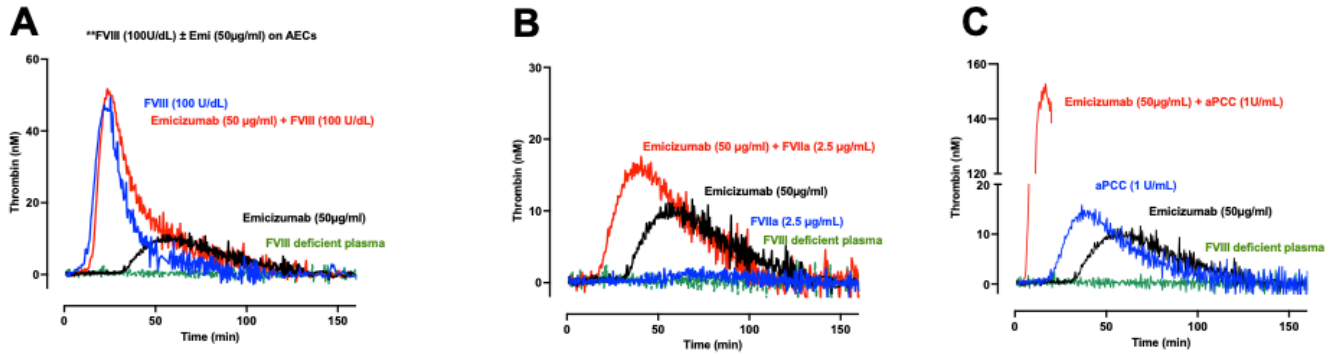 A
**FVIII (100U/dL) ± Emi (50µg/ml) on AECs
60
40
20
0
Thrombin (nM)
FVIII (100 U/dL)
Emicizumab (50 µg/ml) + FVIII (100 U/dL)
Emicizumab (50µg/ml)
FVIII deficient plasma
0 50 100 150
Time (min)
B
30
20
10
0
Thrombin (nM)
Emicizumab (50 µg/ml) + FVIIa (2.5 µg/mL)
Emicizumab (50µg/ml)
FVIIa (2.5 µg/mL)
FVIII deficient plasma
0 50 100 150
Time (min)
C
160
140
120
20
10
0
Thrombin (nM)
Emicizumab (50µg/mL) + aPCC (1U/mL)
aPCC (1 U/mL)
Emicizumab (50µg/ml)
FVIII deficient plasma
0 50 100 150
Time (min)